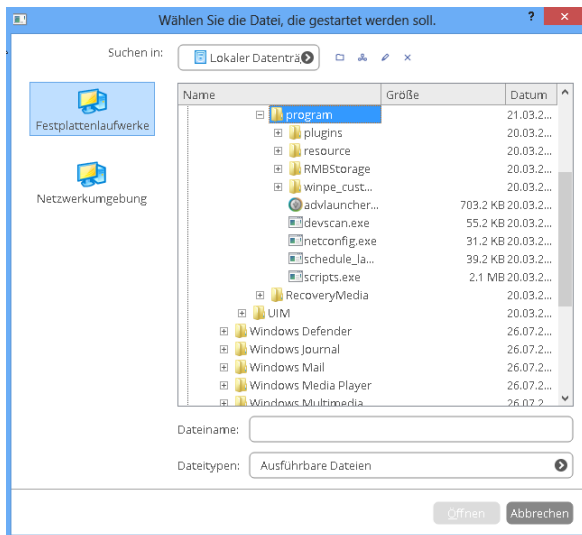 Wählen Sie die Datei, die gestartet werden soll. ? ×
Suchen in: Lokaler Datenträ
Festplattenlaufwerke
Netzwerkumgebung
Name Größe Datum
program 21.03.2...
plugins 20.03.2...
resource 20.03.2...
RMBStorage 20.03.2...
winpe_cust... 20.03.2...
advlauncher... 703.2 KB 20.03.2...
devscan.exe 55.2 KB 20.03.2...
netconfig.exe 31.2 KB 20.03.2...
schedule_la... 39.2 KB 20.03.2...
scripts.exe 2.1 MB 20.03.2...
RecoveryMedia 20.03.2...
UIM 20.03.2...
Windows Defender 26.07.2...
Windows Journal 26.07.2...
Windows Mail 26.07.2...
Windows Media Player 26.07.2...
Windows Multimedia 26.07.2...
Dateiname:
Dateitypen: Ausführbare Dateien
Öffnen Abbrechen